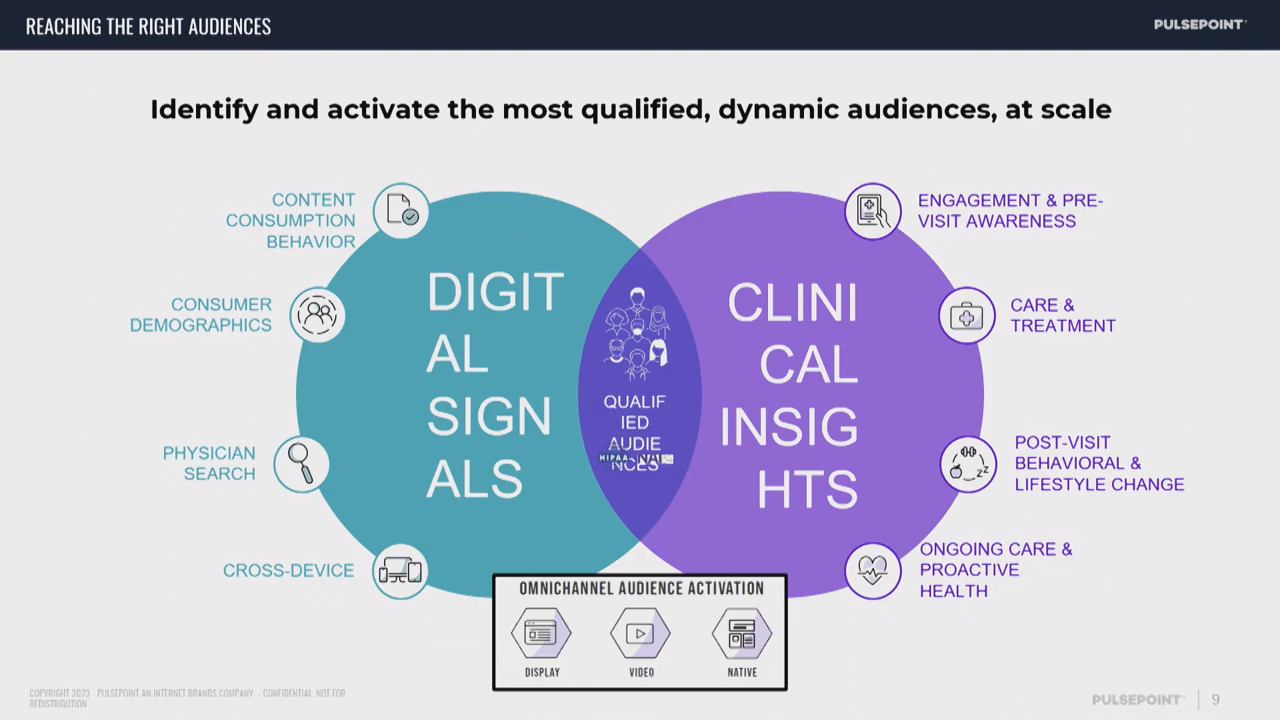 REACHING THE RIGHT AUDIENCES
PULSEPOINT
Identify and activate the most qualified, dynamic audiences, at scale
CONTENT
CONSUMPTION
BEHAVIOR
CONSUMER
DEMOGRAPHICS
PHYSICIAN
SEARCH
CROSS-DEVICE
DIGIT
AL
SIGN
ALS
QUALIF
IED
AUDIE
NCES
HIPAA NAI
CLINI
CAL
INSIG
HTS
ENGAGEMENT & PRE-
VISIT AWARENESS
CARE &
TREATMENT
POST-VISIT
BEHAVIORAL &
LIFESTYLE CHANGE
ONGOING CARE &
PROACTIVE
HEALTH
OMNICHANNEL AUDIENCE ACTIVATION
DISPLAY
VIDEO
NATIVE
COPYRIGHT 2023 · PULSEPOINT AN INTERNET BRANDS COMPANY · CONFIDENTIAL NOT FOR
REDISTRIBUTION
PULSEPOINT
9